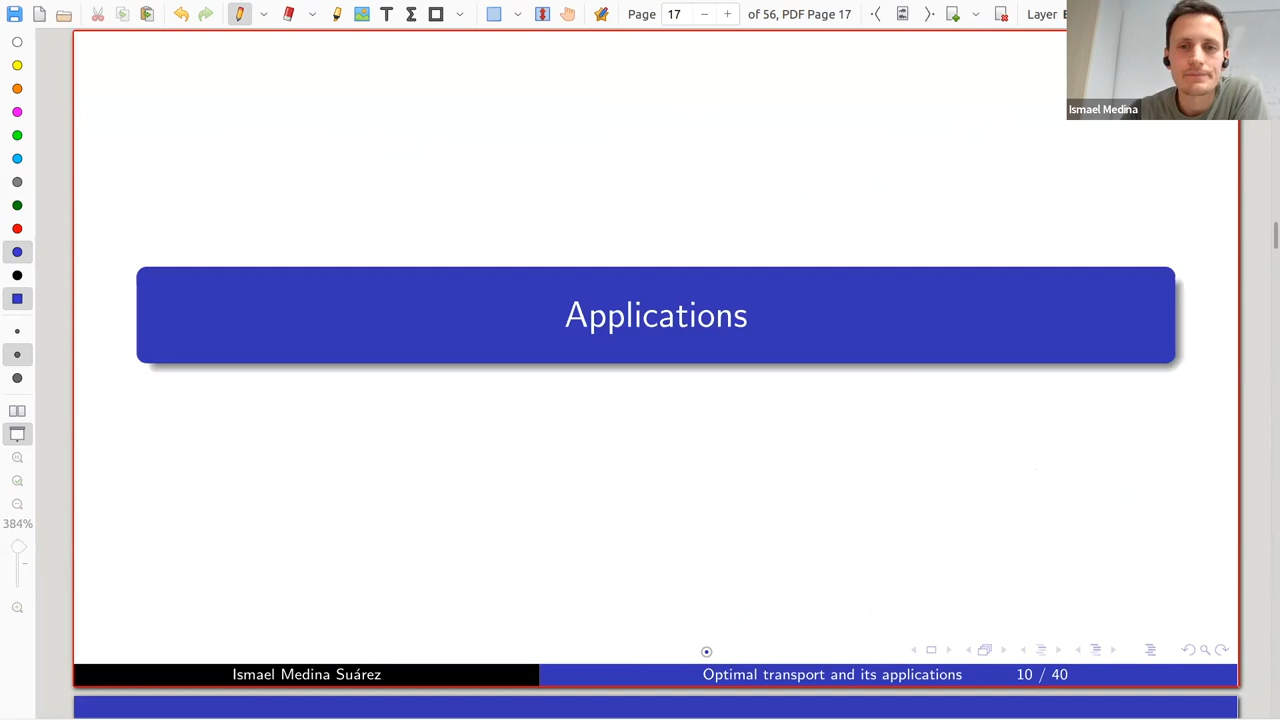 Page 17 of 56, PDF Page 17 Layer
Ismael Medina
Applications
384%
Ismael Medina Suárez Optimal transport and its applications 10 / 40